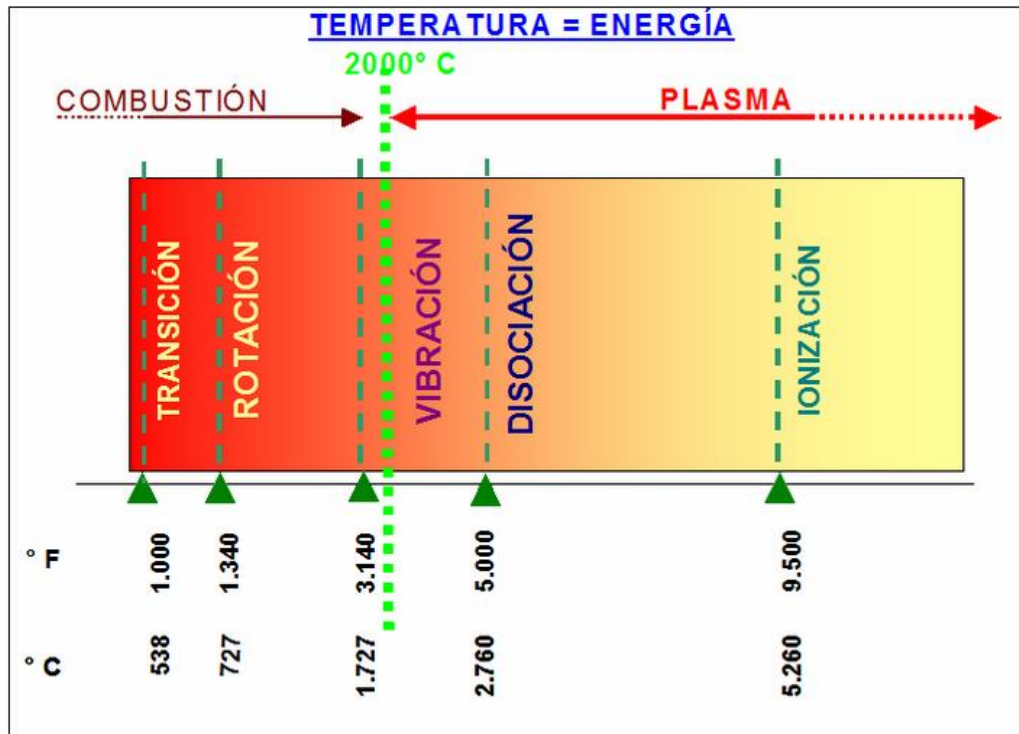 TEMPERATURA = ENERGÍA
2000º C
COMBUSTIÓN
PLASMA
TRANSICIÓN
ROTACIÓN
VIBRACIÓN
DISOCIACIÓN
IONIZACIÓN
° F 1.000 1.340 3.140 5.000 9.500
° C 538 727 1.727 2.760 5.260